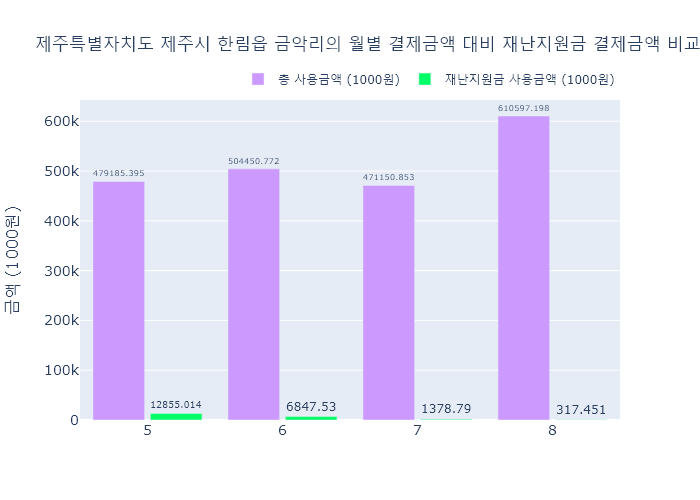 제주특별자치도 제주시 한림읍 금악리의 월별 결제금액 대비 재난지원금 결제금액 비교
총 사용금액 (1000원)
재난지원금 사용금액 (1000원)
금액 (1000원)
600k
500k
400k
300k
200k
100k
0
479185.395
504450.772
471150.853
610597.198
12855.014
6847.53
1378.79
317.451
5
6
7
8